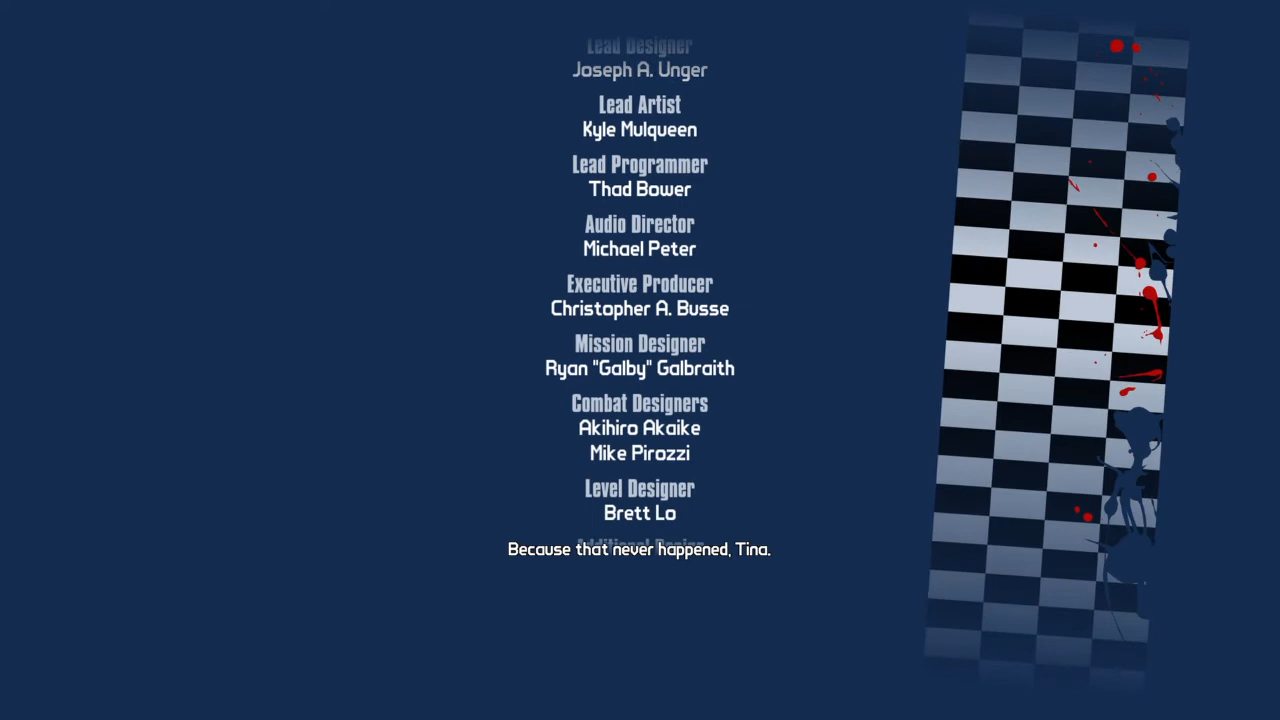 Lead Designer
Joseph A. Unger
Lead Artist
Kyle Mulqueen
Lead Programmer
Thad Bower
Audio Director
Michael Peter
Executive Producer
Christopher A. Busse
Mission Designer
Ryan "Galby" Galbraith
Combat Designers
Akihiro Akaike
Mike Pirozzi
Level Designer
Brett Lo
Because that never happened, Tina.